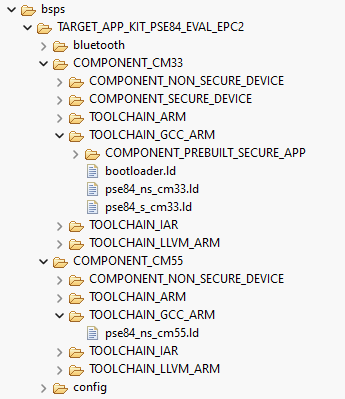 bsps
TARGET_APP_KIT_PSE84_EVAL_EPC2
bluetooth
COMPONENT_CM33
COMPONENT_NON_SECURE_DEVICE
COMPONENT_SECURE_DEVICE
TOOLCHAIN_ARM
TOOLCHAIN_GCC_ARM
COMPONENT_PREBUILT_SECURE_APP
bootloader.ld
pse84_ns_cm33.ld
pse84_s_cm33.ld
TOOLCHAIN_IAR
TOOLCHAIN_LLVM_ARM
COMPONENT_CM55
COMPONENT_NON_SECURE_DEVICE
TOOLCHAIN_ARM
TOOLCHAIN_GCC_ARM
pse84_ns_cm55.ld
TOOLCHAIN_IAR
TOOLCHAIN_LLVM_ARM
config